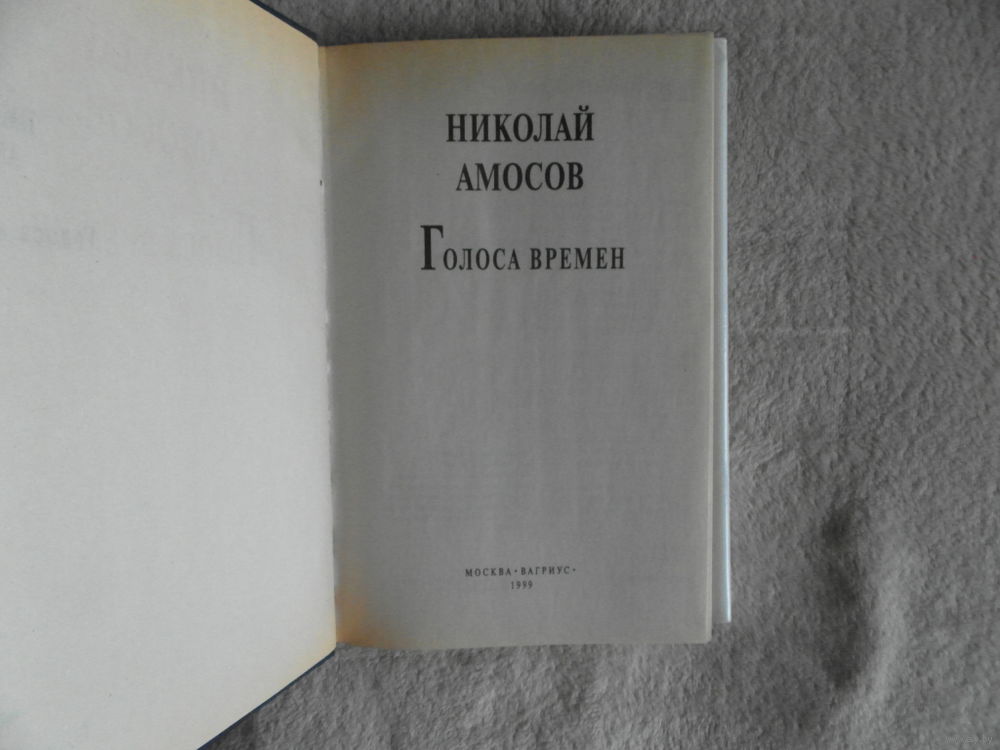 НИКОЛАЙ
АМОСОВ
ГОЛОСА ВРЕМЕН
МОСКВА • ВАГРИУС •
1999